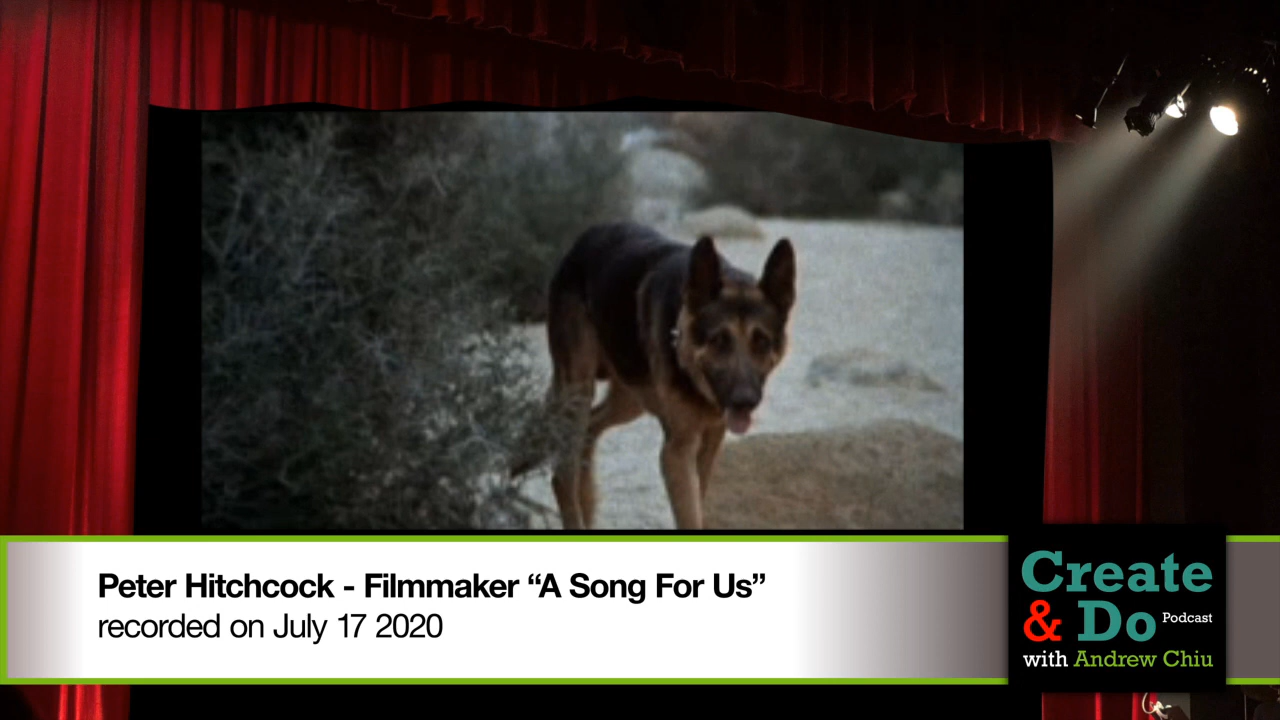 Peter Hitchcock - Filmmaker “A Song For Us”
recorded on July 17 2020
Create
& Do Podcast
with Andrew Chiu